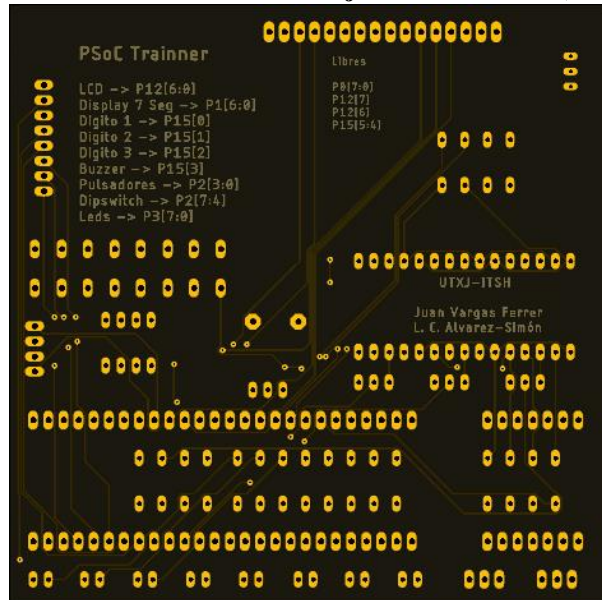 PSoC Trainner
LCD -> P12[6:0]
Display 7 Seg -> P1[6:0]
Digito 1 -> P15[0]
Digito 2 -> P15[1]
Digito 3 -> P15[2]
Buzzer -> P15[3]
Pulsadores -> P2[3:0]
Dipswitch -> P2[7:4]
Leds -> P3[7:0]
Libres
P0[7:0]
P12[7]
P12[6]
P15[5:4]
UTXJ-ITSH
Juan Vargas Ferrer
L. C. Alvarez-Simón